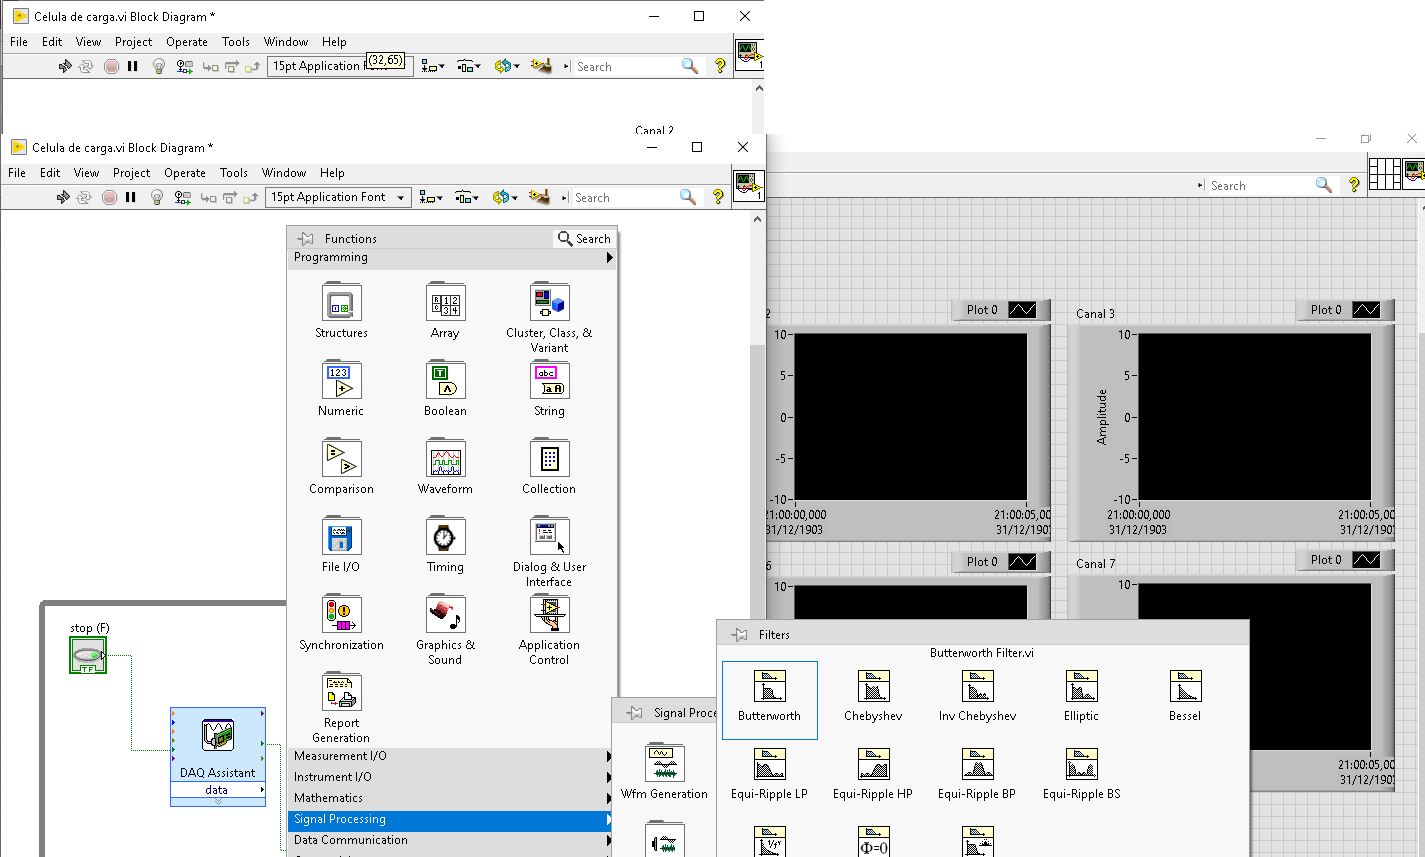 Celula de carga.vi Block Diagram *
File Edit View Project Operate Tools Window Help
15pt Application
(32,65)
Search
1
Canal 2
Celula de carga.vi Block Diagram *
File Edit View Project Operate Tools Window Help
15pt Application Font
Search
1
Search
Functions
Search
Programming
Structures
Array
Cluster, Class, &
Variant
Numeric
Boolean
String
Comparison
Waveform
Collection
File I/O
Timing
Dialog & User
Interface
Synchronization
Graphics &
Sound
Application
Control
Report
Generation
Measurement I/O
Instrument I/O
Mathematics
Signal Processing
Data Communication
stop (F)
TF
DAQ Assistant
data
2
Plot 0
10
5
0
-5
-10
21:00:00,000
31/12/1903
21:00:05,00
31/12/190
Canal 3
Plot 0
Amplitude
10
5
0
-5
-10
21:00:00,000
31/12/1903
21:00:05,00
31/12/190
6
Plot 0
10
Canal 7
Plot 0
10
21:00:05,00
31/12/190
Signal Proce
Wfm Generation
Filters
Butterworth Filter.vi
Butterworth
Chebyshev
Inv Chebyshev
Elliptic
Bessel
Equi-Ripple LP
Equi-Ripple HP
Equi-Ripple BP
Equi-Ripple BS
Φ=0